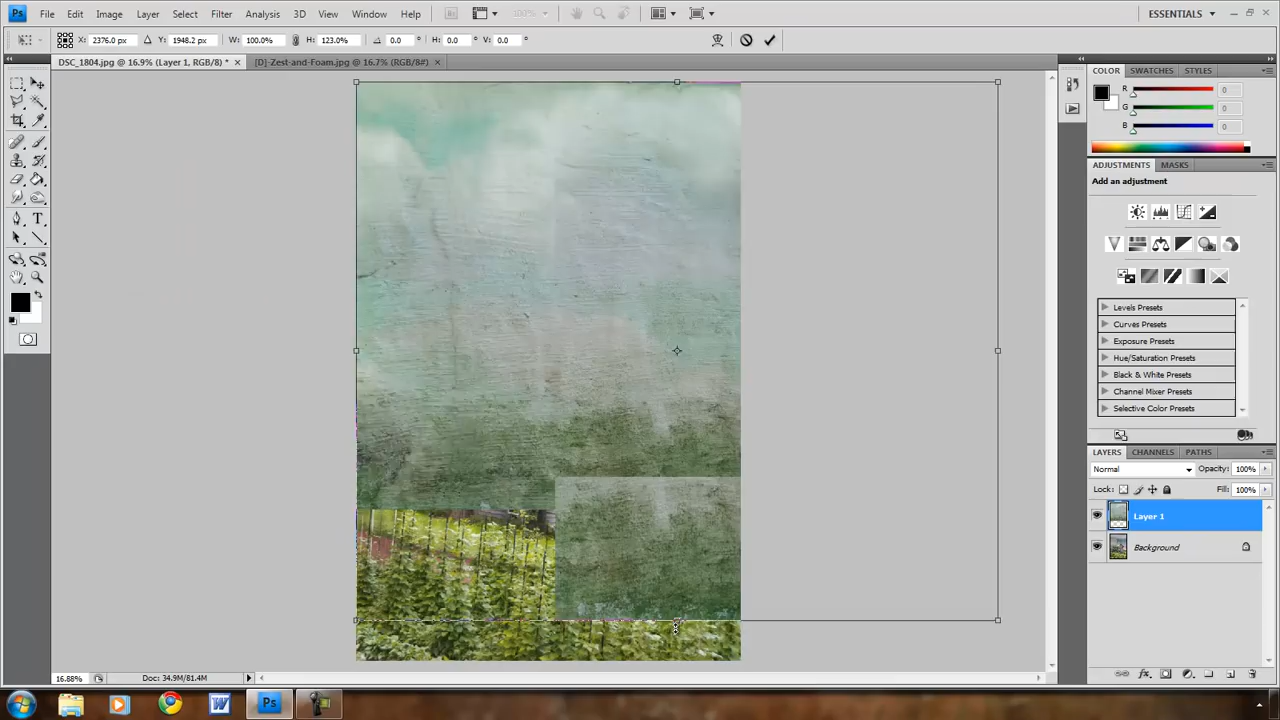 Ps File Edit Image Layer Select Filter Analysis 3D View Window Help Br 100% ESSENTIALS
X: 2376.0 px Y: 1948.2 px W: 100.0% H: 123.0% 0.0 H: 0.0 V: 0.0
DSC_1804.jpg @ 16.9% (Layer 1, RGB/8) * x [D]-Zest-and-Foam.jpg @ 16.7% (RGB/8#) x
COLOR SWATCHES STYLES
R 0
G 0
B 0
ADJUSTMENTS MASKS
Add an adjustment
Levels Presets
Curves Presets
Exposure Presets
Hue/Saturation Presets
Black & White Presets
Channel Mixer Presets
Selective Color Presets
LAYERS CHANNELS PATHS
Normal Opacity: 100%
Lock: Fill: 100%
Layer 1
Background
16.88% Doc: 34.9M/81.4M
W Ps